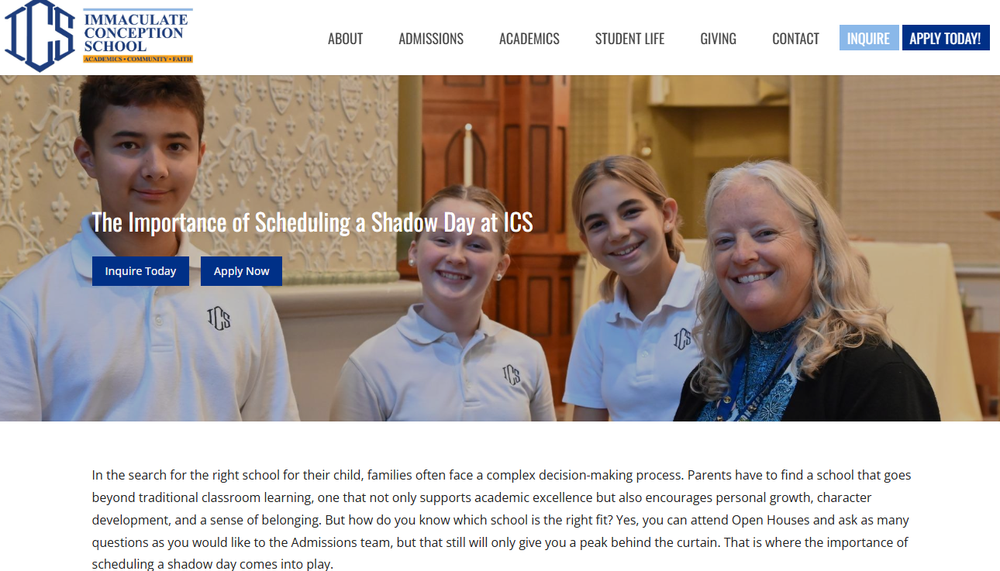 ICS
IMMACULATE
CONCEPTION
SCHOOL
ACADEMICS • COMMUNITY • FAITH
ABOUT ADMISSIONS ACADEMICS STUDENT LIFE GIVING CONTACT INQUIRE APPLY TODAY!
The Importance of Scheduling a Shadow Day at ICS
Inquire Today Apply Now
ICS
ICS
ICS
In the search for the right school for their child, families often face a complex decision-making process. Parents have to find a school that goes
beyond traditional classroom learning, one that not only supports academic excellence but also encourages personal growth, character
development, and a sense of belonging. But how do you know which school is the right fit? Yes, you can attend Open Houses and ask as many
questions as you would like to the Admissions team, but that still will only give you a peak behind the curtain. That is where the importance of
scheduling a shadow day comes into play.